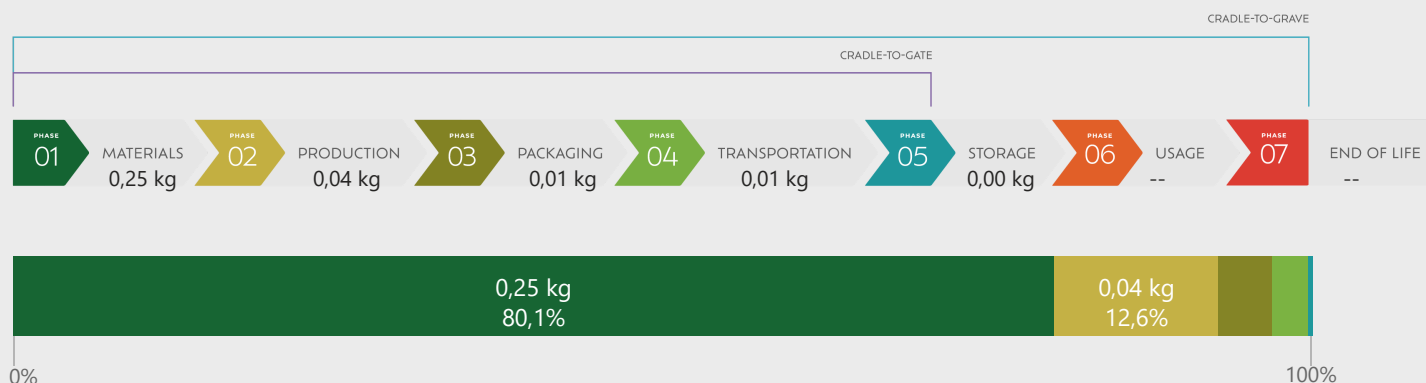 CRADLE-TO-GRAVE
CRADLE-TO-GATE
PHASE
01
MATERIALS
0,25 kg
PHASE
02
PRODUCTION
0,04 kg
PHASE
03
PACKAGING
0,01 kg
PHASE
04
TRANSPORTATION
0,01 kg
PHASE
05
STORAGE
0,00 kg
PHASE
06
USAGE
--
PHASE
07
END OF LIFE
--
0,25 kg
80,1%
0,04 kg
12,6%
0%
100%